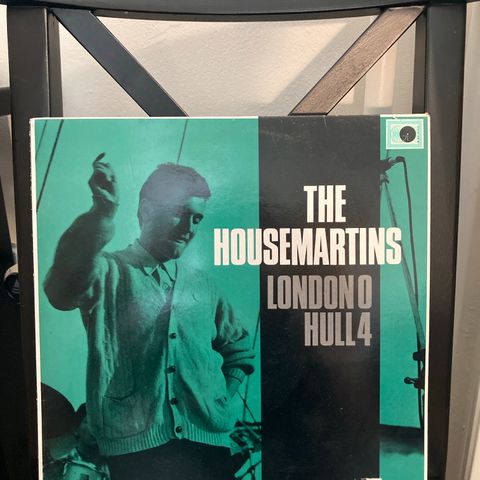 THE
HOUSEMARTINS
LONDON 0
HULL 4